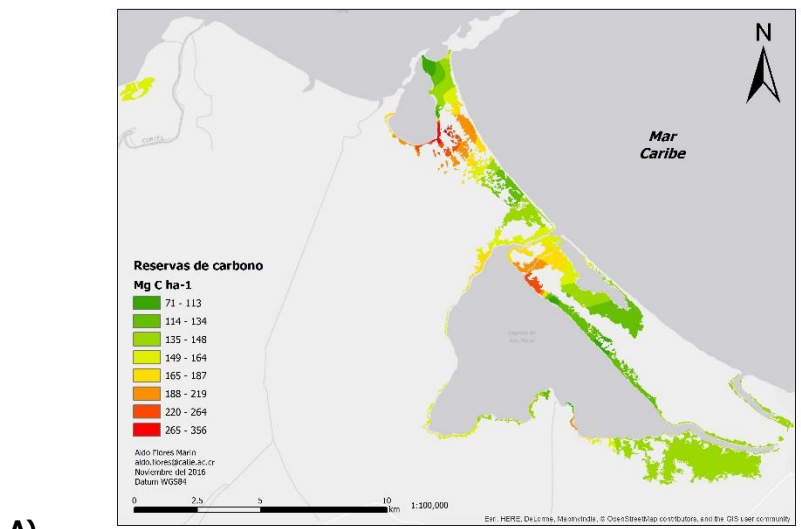 N
Mar
Caribe
Reservas de carbono
Mg C ha-1
71 - 113
114 - 134
135 - 148
149 - 164
165 - 187
188 - 219
220 - 264
265 - 356
Aldo Flores Marin
aldo.flores@catie.ac.cr
Noviembre del 2016
Datum WGS84
0 2.5 5 10
km
1:100,000
Esri, HERE, DeLorme, MapmyIndia, © OpenStreetMap contributors, and the GIS user community
A)